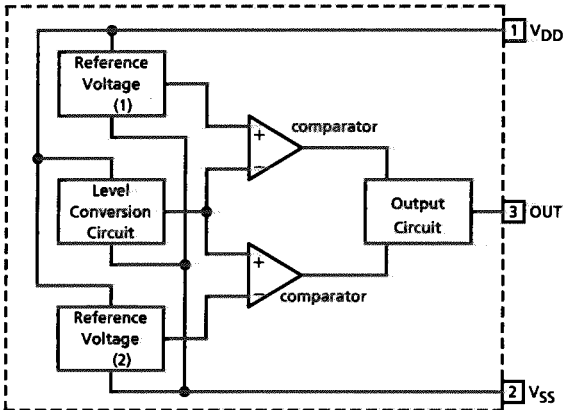 1 VDD
Reference
Voltage
(1)
+
comparator
−
Level
Conversion
Circuit
Output
Circuit
3 OUT
+
−
comparator
Reference
Voltage
(2)
2 VSS